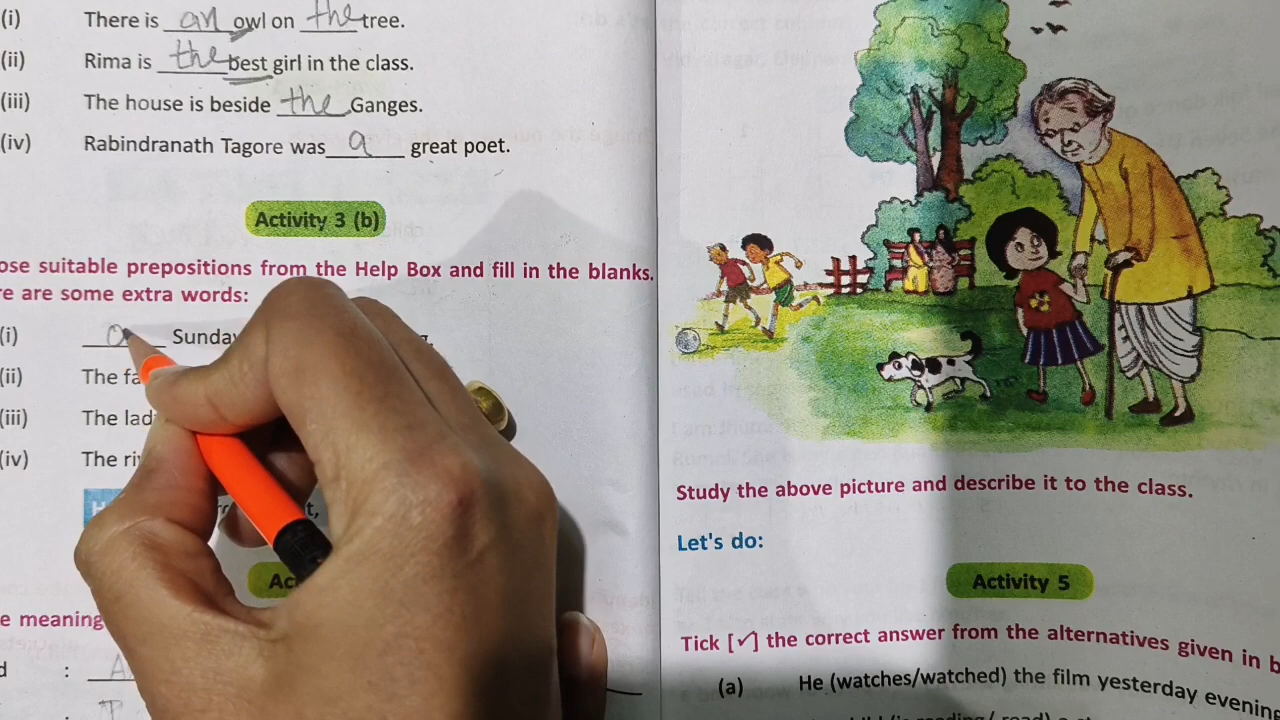 (i) There is an owl on the tree.
(ii) Rima is the best girl in the class.
(iii) The house is beside the Ganges.
(iv) Rabindranath Tagore was a great poet.
Activity 3 (b)
ose suitable prepositions from the Help Box and fill in the blanks.
re are some extra words:
(i) Sunday
(ii) The fa
(iii) The lad
(iv) The ri
e meaning
Study the above picture and describe it to the class.
Let's do:
Activity 5
Tick [✓] the correct answer from the alternatives given in b
(a) He (watches/watched) the film yesterday evening